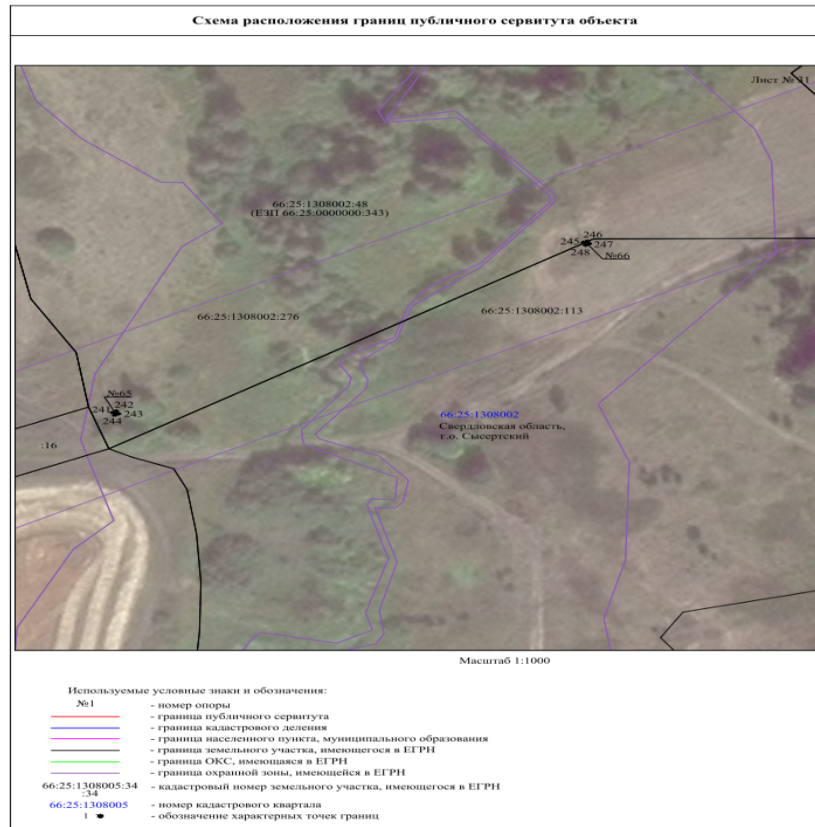 Схема расположения границ публичного сервитута объекта
Лист № 31
66:25:1308002:48
(ЕЗП 66:25:0000000:343)
246
245 247
248
№66
66:25:1308002:276
66:25:1308002:113
№65
242
241 243
244
66:25:1308002
Свердловская область,
г.о. Сысертский
:16
Масштаб 1:1000
Используемые условные знаки и обозначения:
№1 - номер опоры
- граница публичного сервитута
- граница кадастрового деления
- граница населенного пункта, муниципального образования
- граница земельного участка, имеющегося в ЕГРН
- граница ОКС, имеющаяся в ЕГРН
- граница охранной зоны, имеющейся в ЕГРН
66:25:1308005:34 - кадастровый номер земельного участка, имеющегося в ЕГРН
:34
66:25:1308005 - номер кадастрового квартала
1 - обозначение характерных точек границ